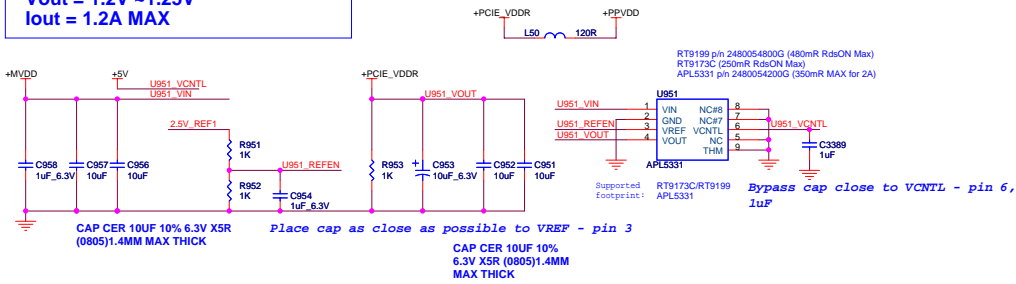 Vout = 1.2V ~1.25V
Iout = 1.2A MAX
+PCIE_VDDR
+PPVDD
L50
120R
RT9199 p/n 2480054800G (480mR RdsON Max)
RT9173C (250mR RdsON Max)
APL5331 p/n 2480054200G (350mR MAX for 2A)
+MVDD
+5V
U951_VCNTL
U951_VIN
+PCIE_VDDR
U951_VOUT
2.5V_REF1
R951
1K
U951_REFEN
R952
1K
C954
1uF_6.3V
C958
1uF_6.3V
C957
10uF
C956
10uF
R953
1K
C953
10uF_6.3V
C952
10uF
C951
10uF
U951
U951_VIN
U951_REFEN
U951_VOUT
1
2
3
4
VIN
GND
VREF
VOUT
NC#8
NC#7
VCNTL
NC
THM
8
7
6
5
9
U951_VCNTL
APL5331
C3389
1uF
Supported
footprint:
RT9173C/RT9199
APL5331
Bypass cap close to VCNTL - pin 6,
1uF
CAP CER 10UF 10% 6.3V X5R
(0805)1.4MM MAX THICK
Place cap as close as possible to VREF - pin 3
CAP CER 10UF 10%
6.3V X5R (0805)1.4MM
MAX THICK